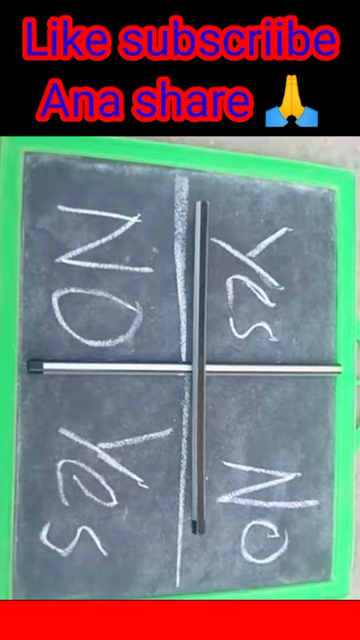 Like subscriibe
Ana share 🙏
NO
Yes
Yes
No